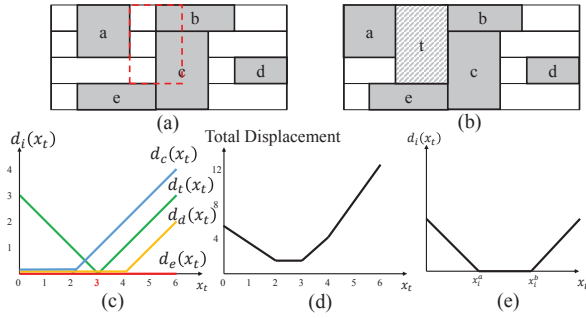 a b c d e
(a)
a b t c d e
(b)
Total Displacement
d_i(x_t)
4
3
2
1
0 1 2 3 4 5 6
x_t
d_c(x_t)
d_t(x_t)
d_d(x_t)
d_e(x_t)
(c)
12
8
4
0 1 2 3 4 5 6
x_t
(d)
d_i(x_t)
x_i^a x_i^b x_t
(e)